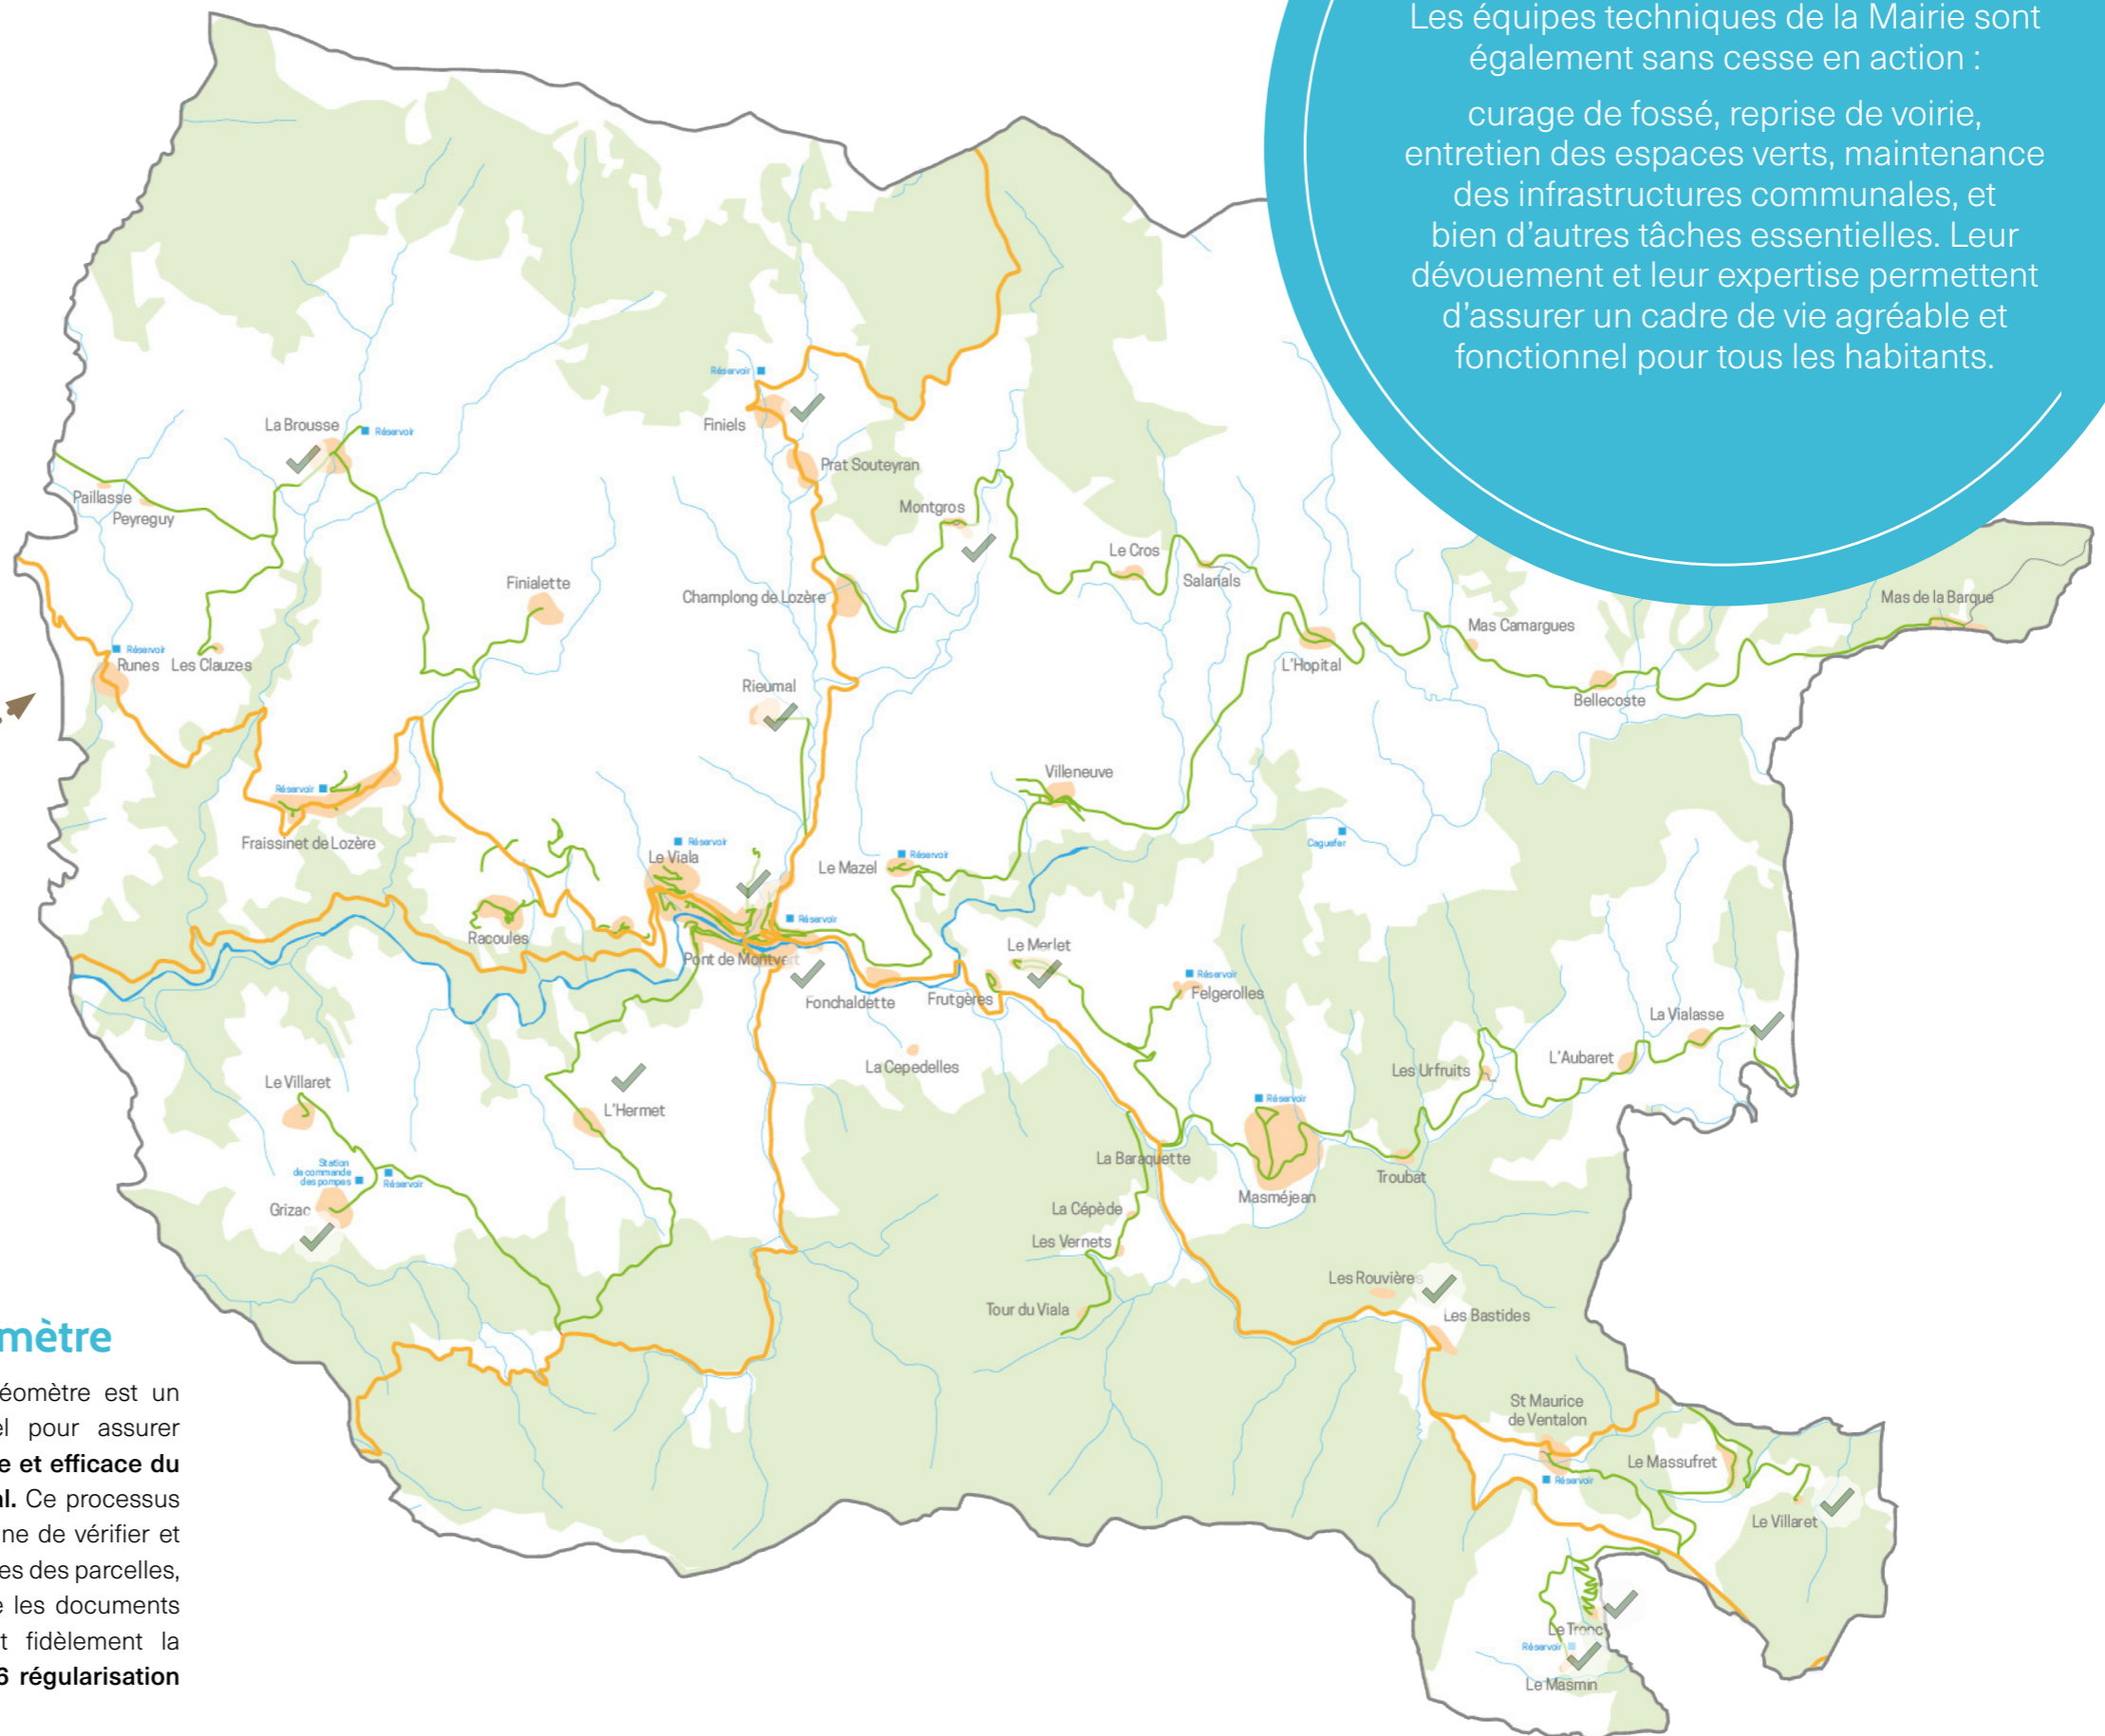 Les équipes techniques de la Mairie sont
également sans cesse en action :
curage de fossé, reprise de voirie,
entretien des espaces verts, maintenance
des infrastructures communales, et
bien d'autres tâches essentielles. Leur
dévouement et leur expertise permettent
d'assurer un cadre de vie agréable et
fonctionnel pour tous les habitants.
Réservoir
Finiels
La Brousse
Réservoir
Prat Souteyran
Paillasse
Peyreguy
Montgros
Le Cros
Salarials
Finialette
Champlong de Lozère
Mas de la Barque
Mas Camargues
Réservoir
Runes
Les Clauzes
L'Hopital
Rieumal
Bellecoste
Villeneuve
Réservoir
Fraissinet de Lozère
Réservoir
Le Viala
Le Mazel
Réservoir
Caguefer
Réservoir
Racoules
Pont de Montvert
Le Merlet
Réservoir
Felgerolles
Fonchaldette
Frutgères
La Vialasse
La Cepedelles
L'Aubaret
Les Urfruits
Le Villaret
L'Hermet
Réservoir
La Baraquette
Station
de commande
des pompes
Réservoir
Troubat
Masméjean
Grizac
La Cépède
Les Vernets
Les Rouvières
Tour du Viala
Les Bastides
mètre
éomètre est un
el pour assurer
e et efficace du
al. Ce processus
ne de vérifier et
es des parcelles,
e les documents
t fidèlement la
6 régularisation
St Maurice
de Ventalon
Le Massufret
Réservoir
Le Villaret
Le Tronc
Réservoir
Le Masmin